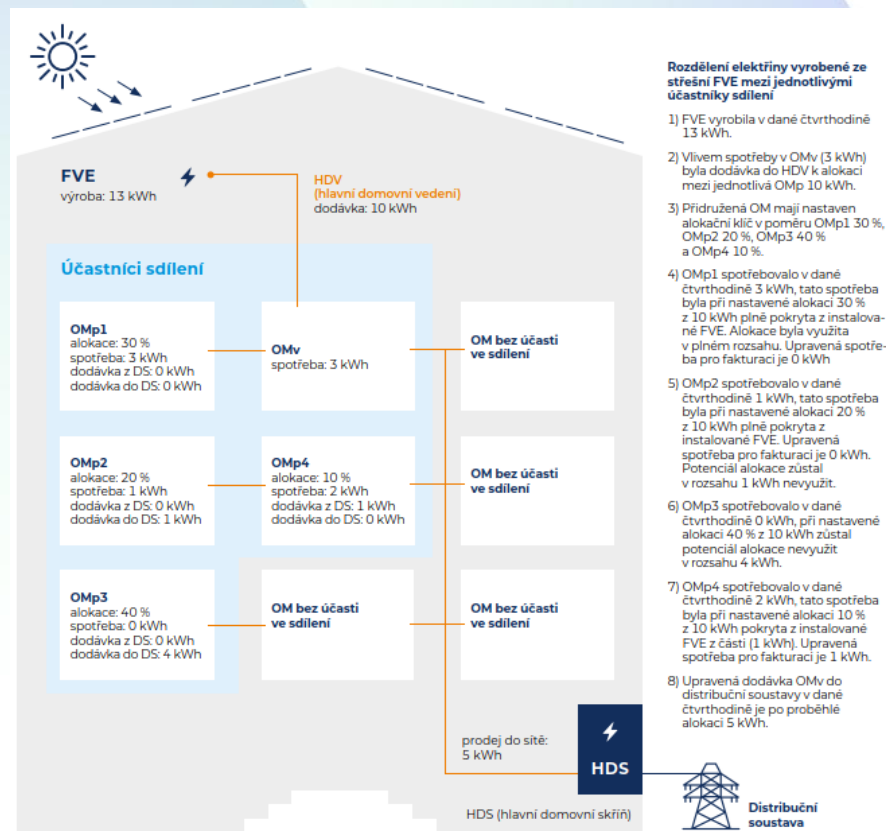 FVE
výroba: 13 kWh
HDV
(hlavní domovní vedení)
dodávka: 10 kWh
Účastníci sdílení
OMp1
alokace: 30 %
spotřeba: 3 kWh
dodávka z DS: 0 kWh
dodávka do DS: 0 kWh
OMv
spotřeba: 3 kWh
OM bez účasti
ve sdílení
OMp2
alokace: 20 %
spotřeba: 1 kWh
dodávka z DS: 0 kWh
dodávka do DS: 1 kWh
OMp4
alokace: 10 %
spotřeba: 2 kWh
dodávka z DS: 1 kWh
dodávka do DS: 0 kWh
OM bez účasti
ve sdílení
OMp3
alokace: 40 %
spotřeba: 0 kWh
dodávka z DS: 0 kWh
dodávka do DS: 4 kWh
OM bez účasti
ve sdílení
OM bez účasti
ve sdílení
prodej do sítě:
5 kWh
HDS
HDS (hlavní domovní skříň)
Distribuční
soustava
Rozdělení elektřiny vyrobené ze
střešní FVE mezi jednotlivými
účastníky sdílení
1) FVE vyrobila v dané čtvrthodině
13 kWh.
2) Vlivem spotřeby v OMv (3 kWh)
byla dodávka do HDV k alokaci
mezi jednotlivá OMp 10 kWh.
3) Přidružená OM mají nastaven
alokační klíč v poměru OMp1 30 %,
OMp2 20 %, OMp3 40 %
a OMp4 10 %.
4) OMp1 spotřebovalo v dané
čtvrthodině 3 kWh, tato spotřeba
byla při nastavené alokaci 30 %
z 10 kWh plně pokryta z instalova-
né FVE. Alokace byla využita
v plném rozsahu. Upravená spotře-
ba pro fakturaci je 0 kWh
5) OMp2 spotřebovalo v dané
čtvrthodině 1 kWh, tato spotřeba
byla při nastavené alokaci 20 %
z 10 kWh plně pokryta z
instalované FVE. Upravená
spotřeba pro fakturaci je 0 kWh.
Potenciál alokace zůstal
v rozsahu 1 kWh nevyužit.
6) OMp3 spotřebovalo v dané
čtvrthodině 0 kWh, při nastavené
alokaci 40 % z 10 kWh zůstal
potenciál alokace nevyužit
v rozsahu 4 kWh.
7) OMp4 spotřebovalo v dané
čtvrthodině 2 kWh, tato spotřeba
byla při nastavené alokaci 10 %
z 10 kWh pokryta z instalované
FVE z části (1 kWh). Upravená
spotřeba pro fakturaci je 1 kWh.
8) Upravená dodávka OMv do
distribuční soustavy v dané
čtvrthodině je po proběhlé
alokaci 5 kWh.